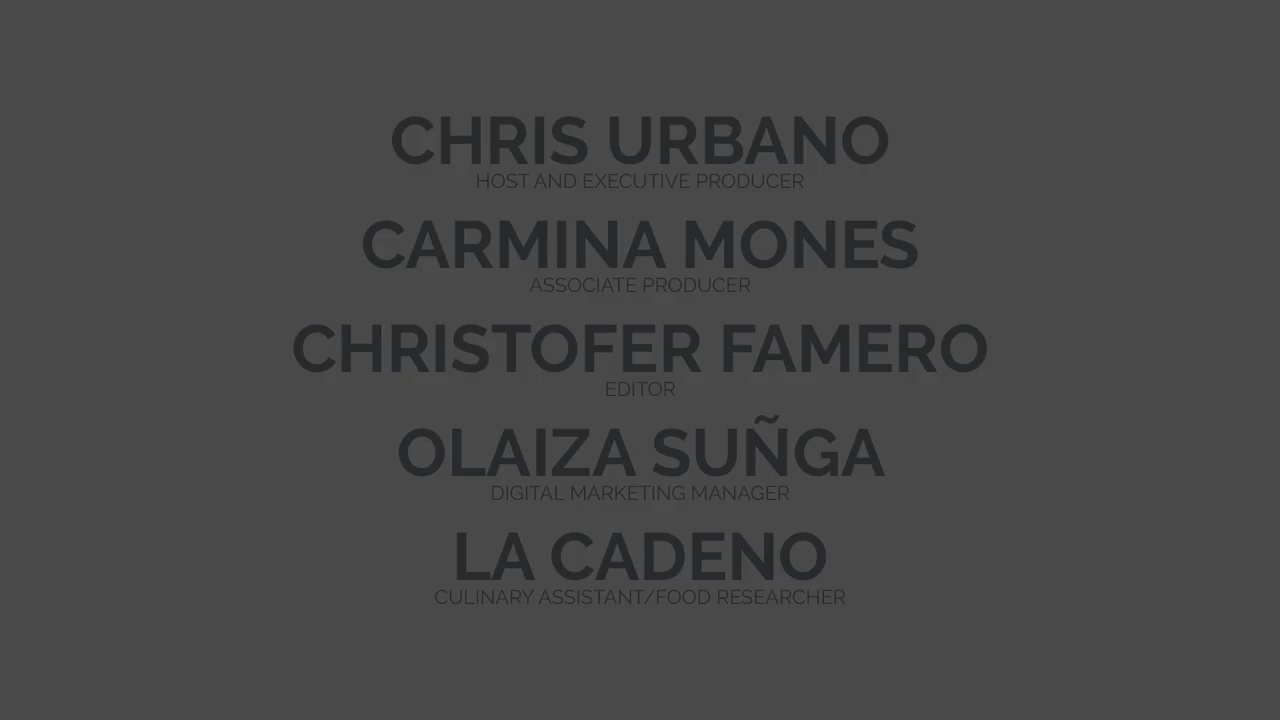 CHRIS URBANO
HOST AND EXECUTIVE PRODUCER
CARMINA MONES
ASSOCIATE PRODUCER
CHRISTOFER FAMERO
EDITOR
OLAIZA SUÑGA
DIGITAL MARKETING MANAGER
LA CADENO
CULINARY ASSISTANT/FOOD RESEARCHER